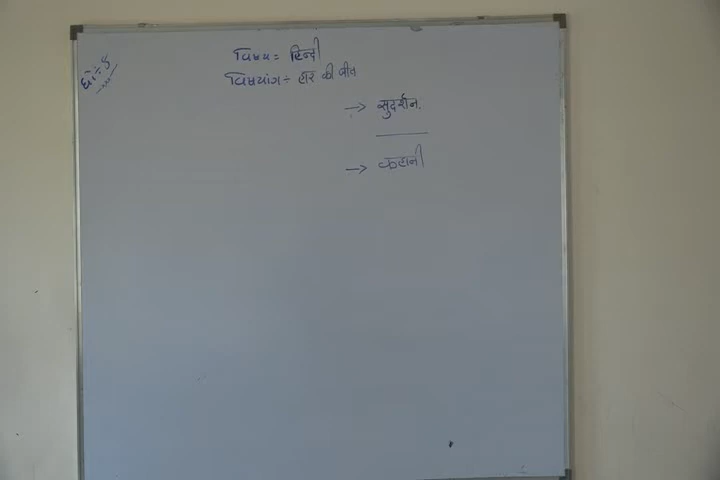 विषय = हिन्दी
विषयांग ÷ हार की जीत
→ सुदर्शन.
→ कहानी